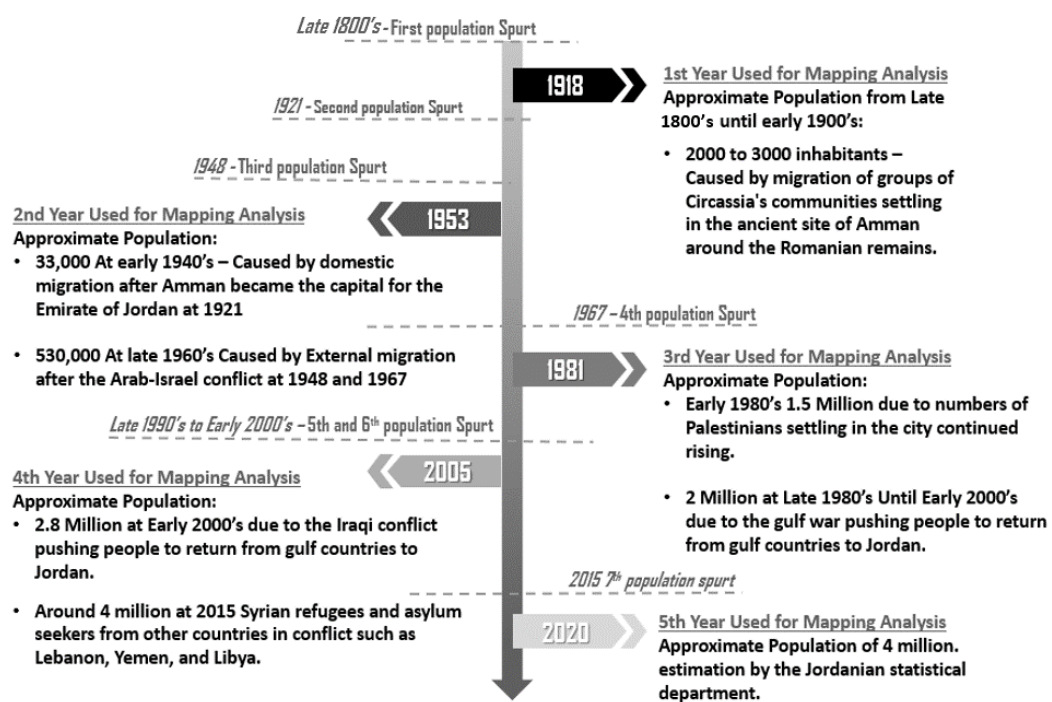 Late 1800's - First population Spurt
1918
1st Year Used for Mapping Analysis
Approximate Population from Late
1800's until early 1900's:
• 2000 to 3000 inhabitants –
Caused by migration of groups of
Circassia's communities settling
in the ancient site of Amman
around the Romanian remains.
1921 - Second population Spurt
1948 - Third population Spurt
1953
2nd Year Used for Mapping Analysis
Approximate Population:
• 33,000 At early 1940's – Caused by domestic
migration after Amman became the capital for the
Emirate of Jordan at 1921
• 530,000 At late 1960's Caused by External migration
after the Arab-Israel conflict at 1948 and 1967
1967 – 4th population Spurt
1981
3rd Year Used for Mapping Analysis
Approximate Population:
• Early 1980's 1.5 Million due to numbers of
Palestinians settling in the city continued
rising.
• 2 Million at Late 1980's Until Early 2000's
due to the gulf war pushing people to return
from gulf countries to Jordan.
Late 1990's to Early 2000's – 5th and 6th population Spurt
2005
4th Year Used for Mapping Analysis
Approximate Population:
• 2.8 Million at Early 2000's due to the Iraqi conflict
pushing people to return from gulf countries to
Jordan.
• Around 4 million at 2015 Syrian refugees and asylum
seekers from other countries in conflict such as
Lebanon, Yemen, and Libya.
2015 7th population spurt
2020
5th Year Used for Mapping Analysis
Approximate Population of 4 million.
estimation by the Jordanian statistical
department.